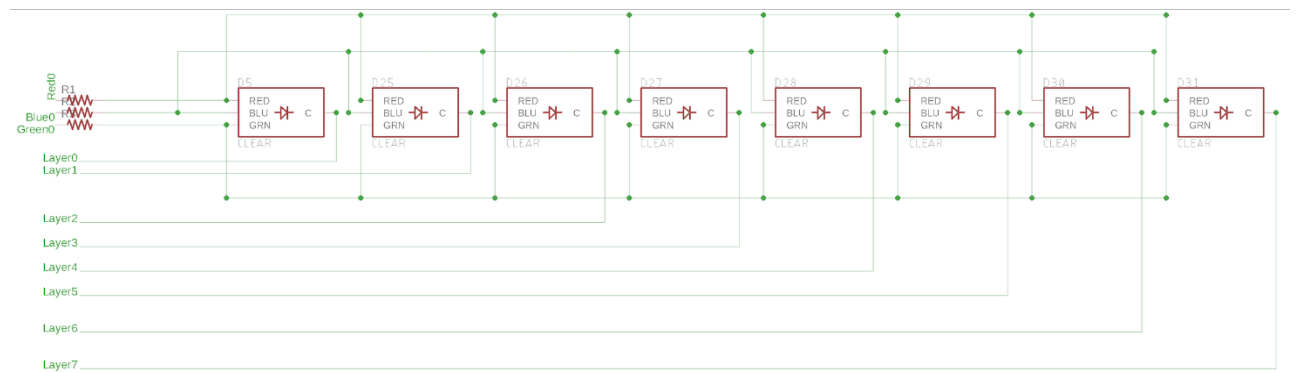 D5 D25 D26 D27 D28 D29 D30 D31
Red0
R1
Blue0
Green0
RED RED RED RED RED RED RED RED
BLU C BLU C BLU C BLU C BLU C BLU C BLU C BLU C
GRN GRN GRN GRN GRN GRN GRN GRN
CLEAR CLEAR CLEAR CLEAR CLEAR CLEAR CLEAR CLEAR
Layer0
Layer1
Layer2
Layer3
Layer4
Layer5
Layer6
Layer7